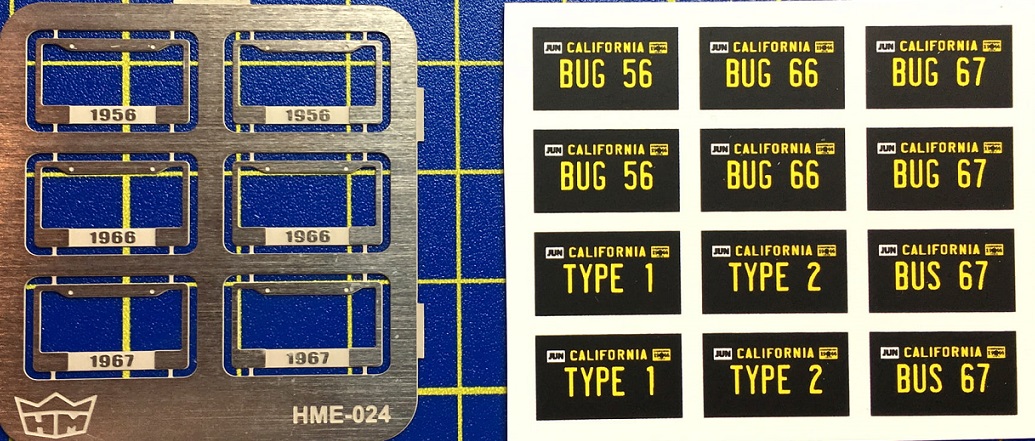 1956
1956
1966
1966
1967
1967
HM
HME-024
JUN CALIFORNIA
BUG 56
JUN CALIFORNIA
BUG 66
JUN CALIFORNIA
BUG 67
JUN CALIFORNIA
BUG 56
JUN CALIFORNIA
BUG 66
JUN CALIFORNIA
BUG 67
JUN CALIFORNIA
TYPE 1
JUN CALIFORNIA
TYPE 2
JUN CALIFORNIA
BUS 67
JUN CALIFORNIA
TYPE 1
JUN CALIFORNIA
TYPE 2
JUN CALIFORNIA
BUS 67